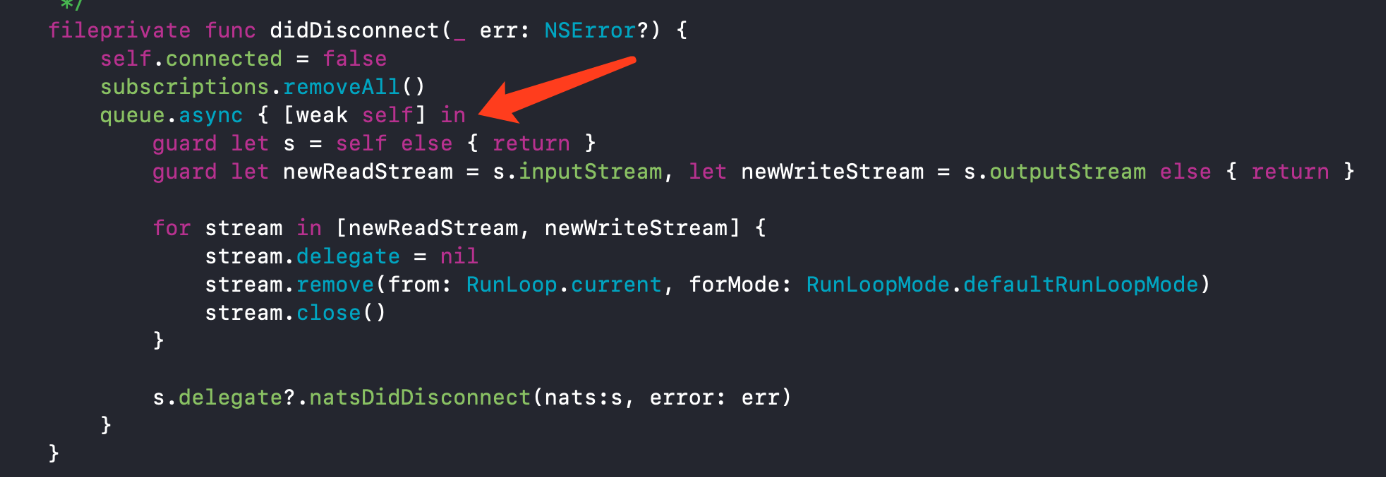 */
fileprivate func didDisconnect(_ err: NSError?) {
self.connected = false
subscriptions.removeAll()
queue.async { [weak self] in
guard let s = self else { return }
guard let newReadStream = s.inputStream, let newWriteStream = s.outputStream else { return }
for stream in [newReadStream, newWriteStream] {
stream.delegate = nil
stream.remove(from: RunLoop.current, forMode: RunLoopMode.defaultRunLoopMode)
stream.close()
}
s.delegate?.natsDidDisconnect(nats:s, error: err)
}
}